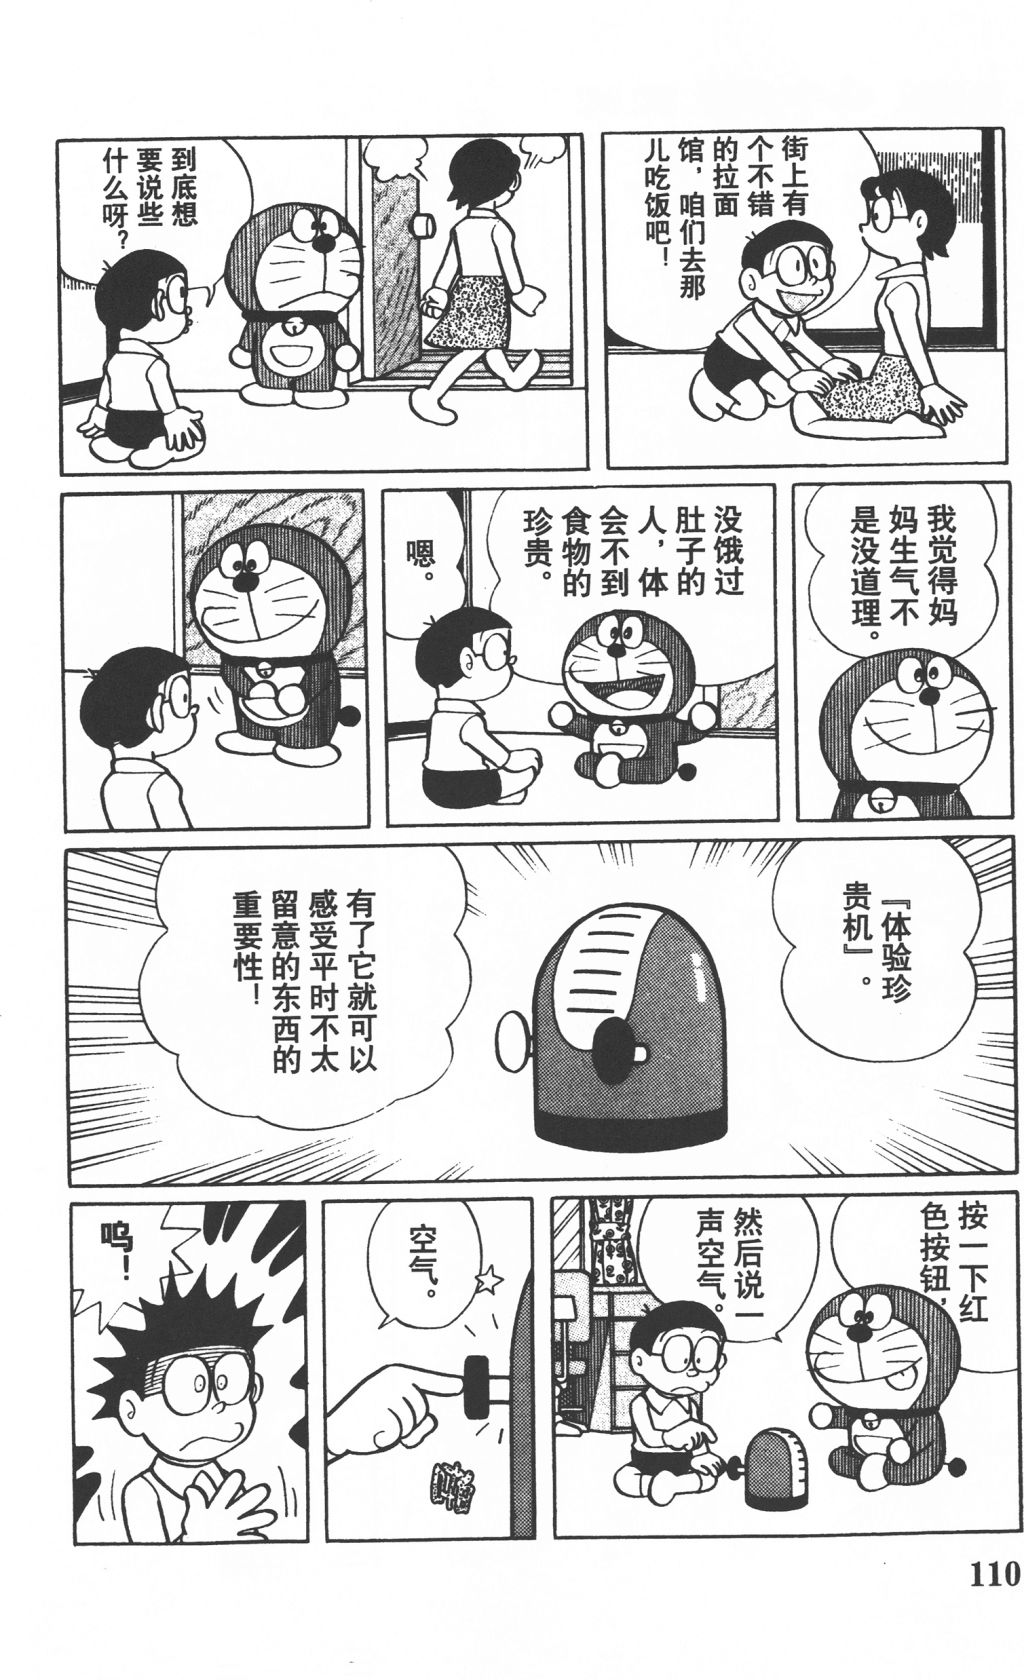 街上有
个不错
的拉面
馆，咱们去那
儿吃饭吧！
到底想
要说些
什么呀？
我觉得妈
妈生气不
是没道理。
没饿过
肚子的
人，体
会不到
食物的
珍贵。
嗯。
『体验珍
贵机』。
有了它就可以
感受平时不太
留意的东西的
重要性！
按一下红
色按钮，
然后说一
声空气。
空气。
呜！
110